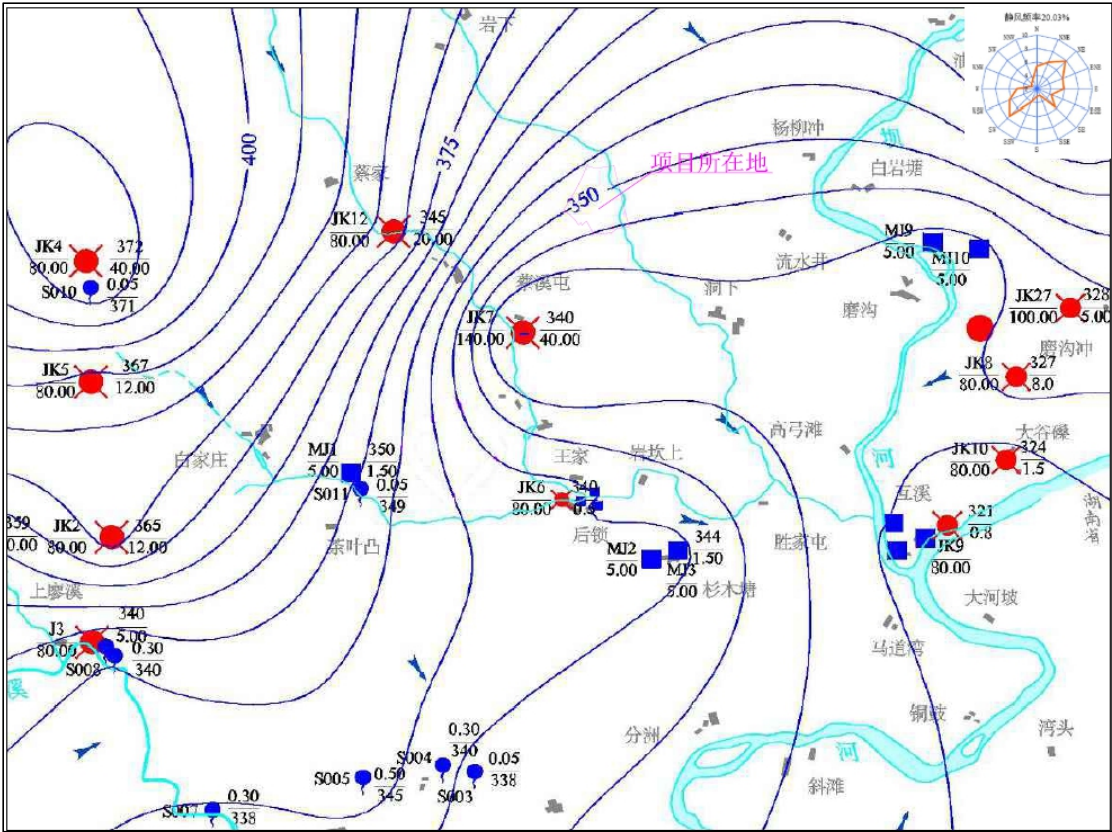 静风频率20.03%
岩下
杨柳冲
坝
白岩塘
400
375
项目所在地
350
蔡家
JK12 345
80.00 20.00
JK4 372
80.00 40.00
S010 0.05
371
MJ9
5.00
MJ10
5.00
流水井
洞下
磨沟
JK27 328
100.00 5.00
磨沟冲
JK7 340
140.00 40.00
JK5 367
80.00 12.00
JK8 327
80.00 8.0
高弓滩
大谷磉
JK10 324
80.00 1.5
白家庄
MJ1 350
5.00 1.50
S011 0.05
349
王家
岩坎上
河
JK6 340
80.00 0.5
互溪
湖南省
359
0.00
JK2 365
80.00 12.00
茶叶凸
后锁
MJ2
5.00
344
1.50
MJ3
5.00
杉木塘
胜家屯
321
0.8
JK9
80.00
上廖溪
大河坡
J3 340
80.00 5.00
S008 0.30
340
马道湾
溪
铜鼓
湾头
分洲
河
斜滩
S004 0.30
340
S003 0.05
338
S005 0.50
345
S007 0.30
338